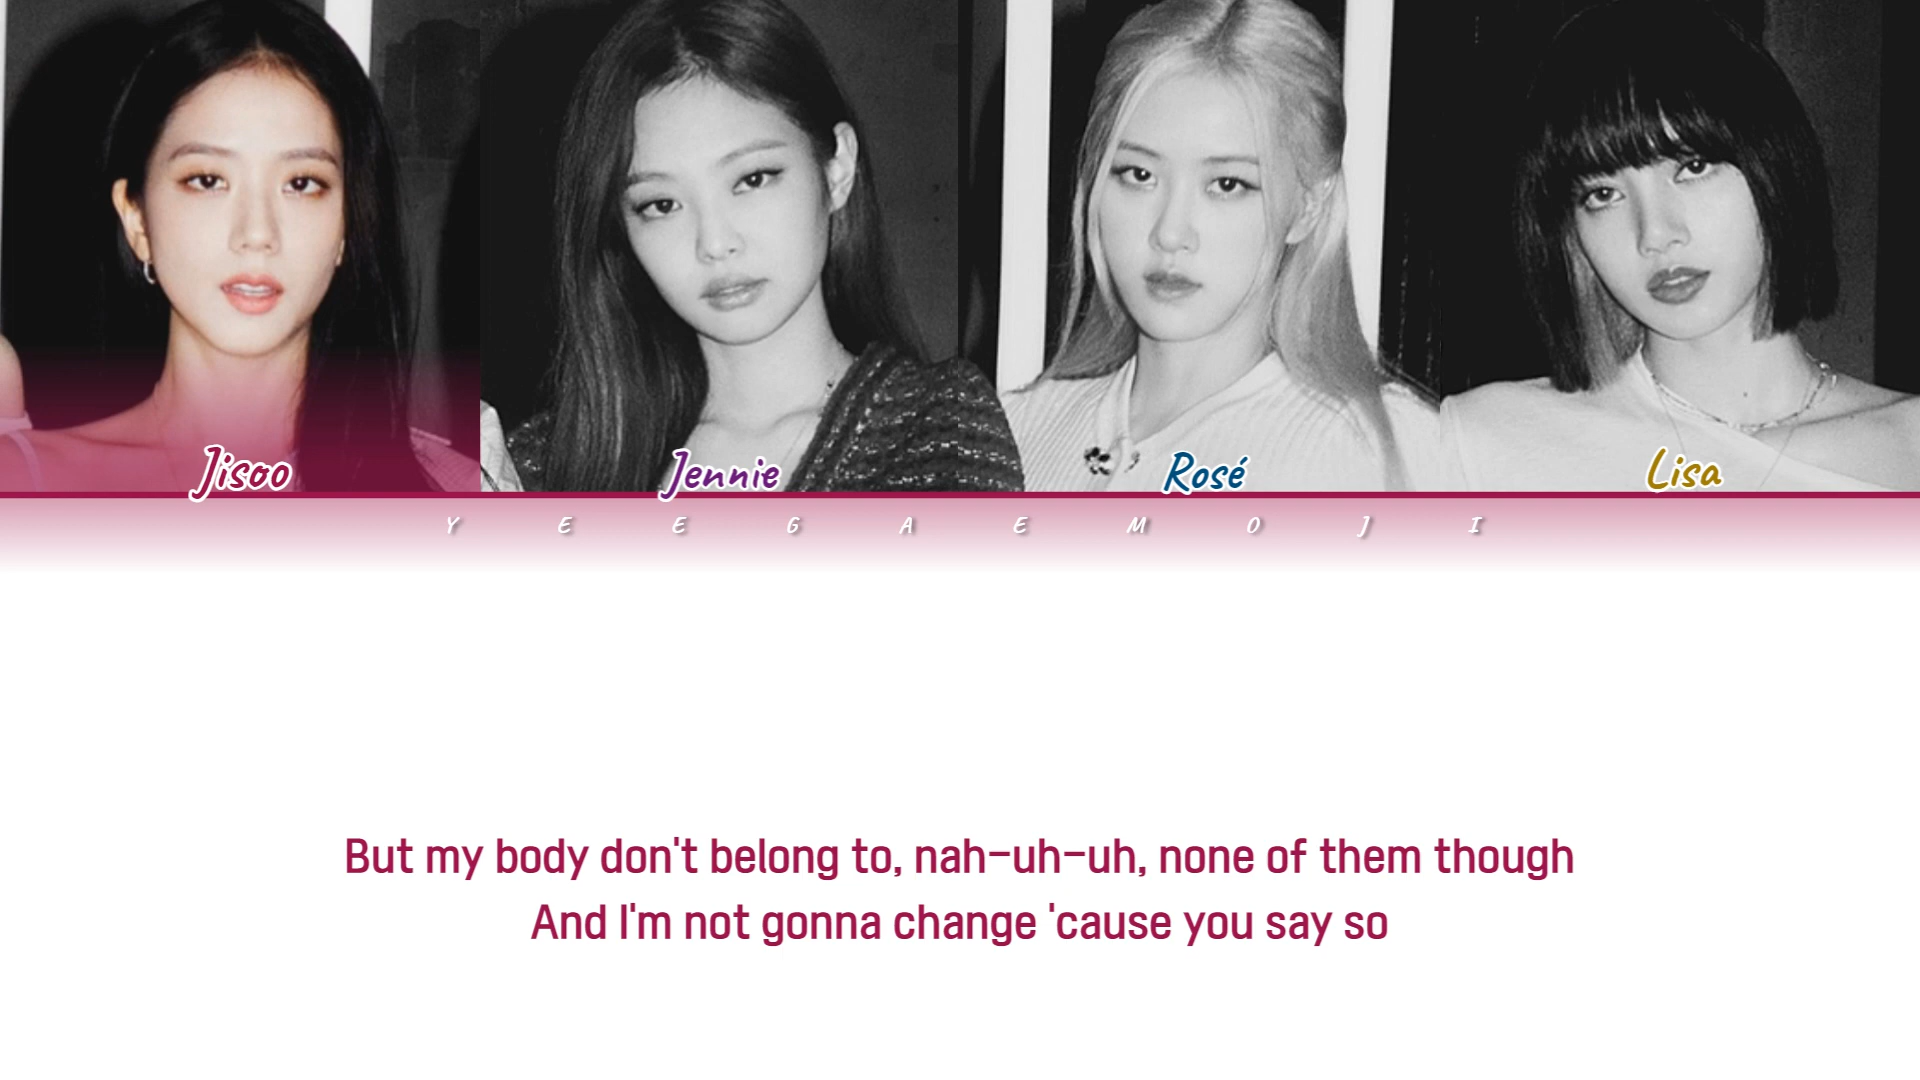 Jisoo Jennie Rosé Lisa
Y E E G A E M O J I
But my body don't belong to, nah-uh-uh, none of them though
And I'm not gonna change 'cause you say so